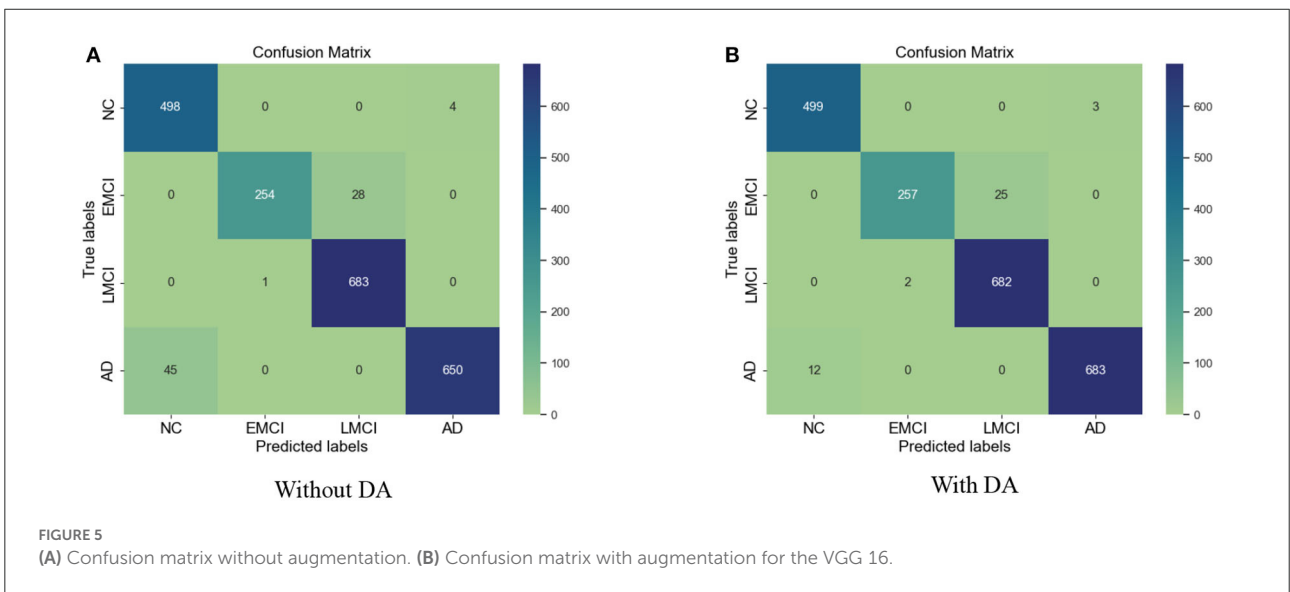 A
Confusion Matrix
NC
EMCI
LMCI
AD
True labels
498 0 0 4
0 254 28 0
0 1 683 0
45 0 0 650
NC EMCI LMCI AD
Predicted labels
600
500
400
300
200
100
0
Without DA
B
Confusion Matrix
NC
EMCI
LMCI
AD
True labels
499 0 0 3
0 257 25 0
0 2 682 0
12 0 0 683
NC EMCI LMCI AD
Predicted labels
600
500
400
300
200
100
0
With DA
FIGURE 5
(A) Confusion matrix without augmentation. (B) Confusion matrix with augmentation for the VGG 16.